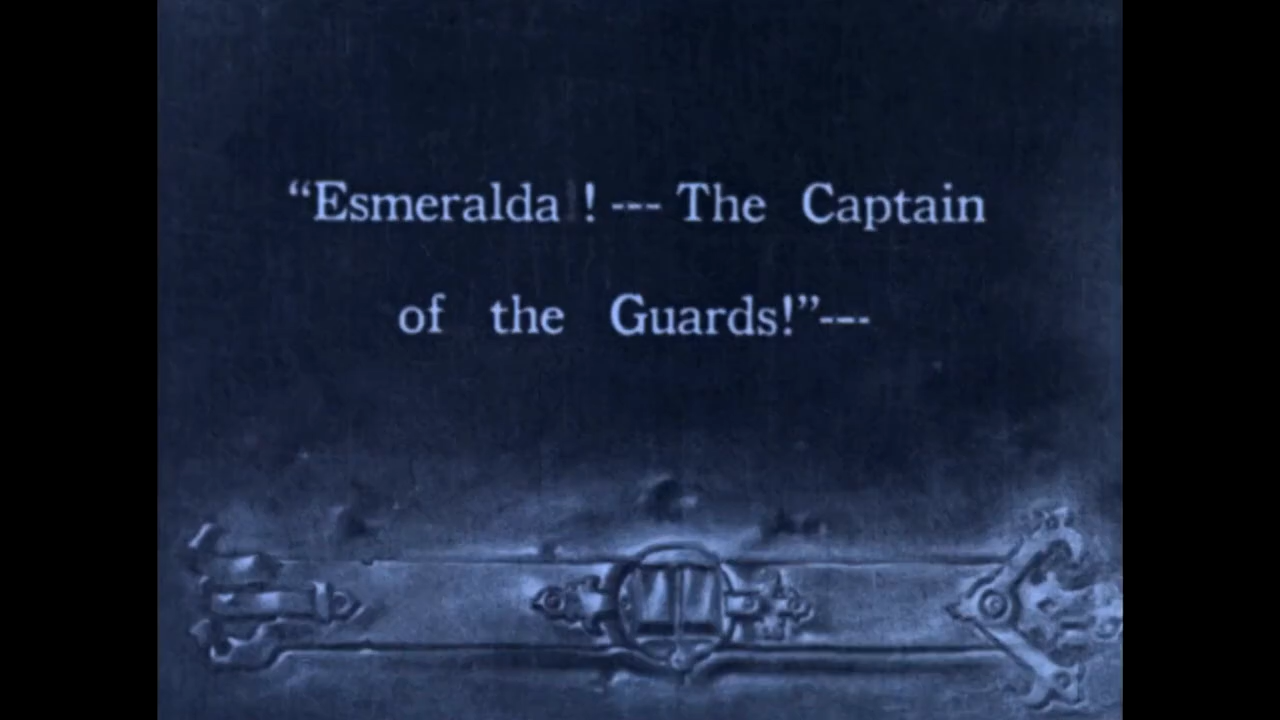 “Esmeralda ! --- The Captain
of the Guards!”---